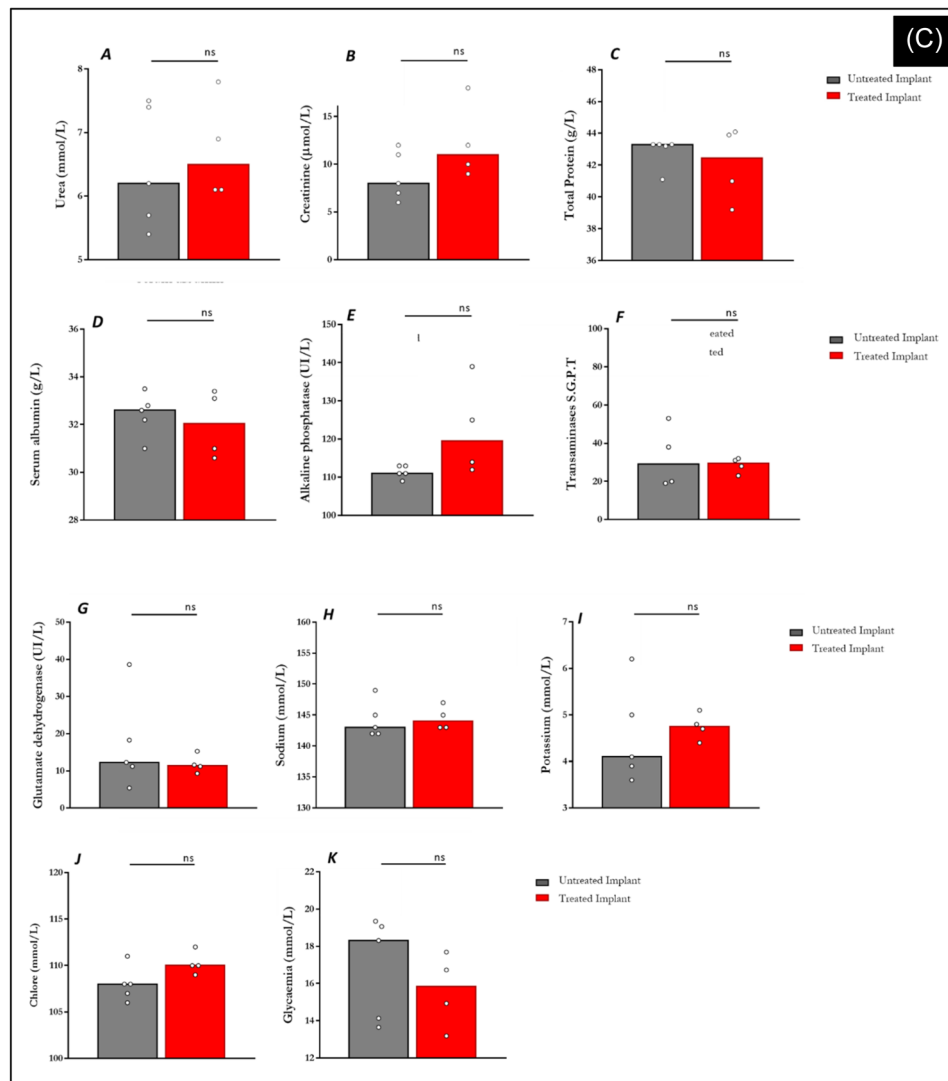 (C)
A
ns
8
7
6
5
Urea (mmol/L)
B
ns
15
10
5
0
Creatinine (µmol/L)
C
ns
48
46
44
42
40
38
36
Total Protein (g/L)
Untreated Implant
Treated Implant
D
ns
36
34
32
30
28
Serum albumin (g/L)
E
ns
150
140
130
120
110
100
Alkaline phosphatase (UI/L)
F
ns
eated
ted
100
80
60
40
20
0
Transaminases S.G.P.T
Untreated Implant
Treated Implant
G
ns
50
40
30
20
10
0
Glutamate dehydrogenase (UI/L)
H
ns
160
155
150
145
140
135
130
Sodium (mmol/L)
I
ns
7
6
5
4
3
Potassium (mmol/L)
Untreated Implant
Treated Implant
J
ns
120
115
110
105
100
Chlore (mmol/L)
K
ns
22
20
18
16
14
12
Glycaemia (mmol/L)
Untreated Implant
Treated Implant